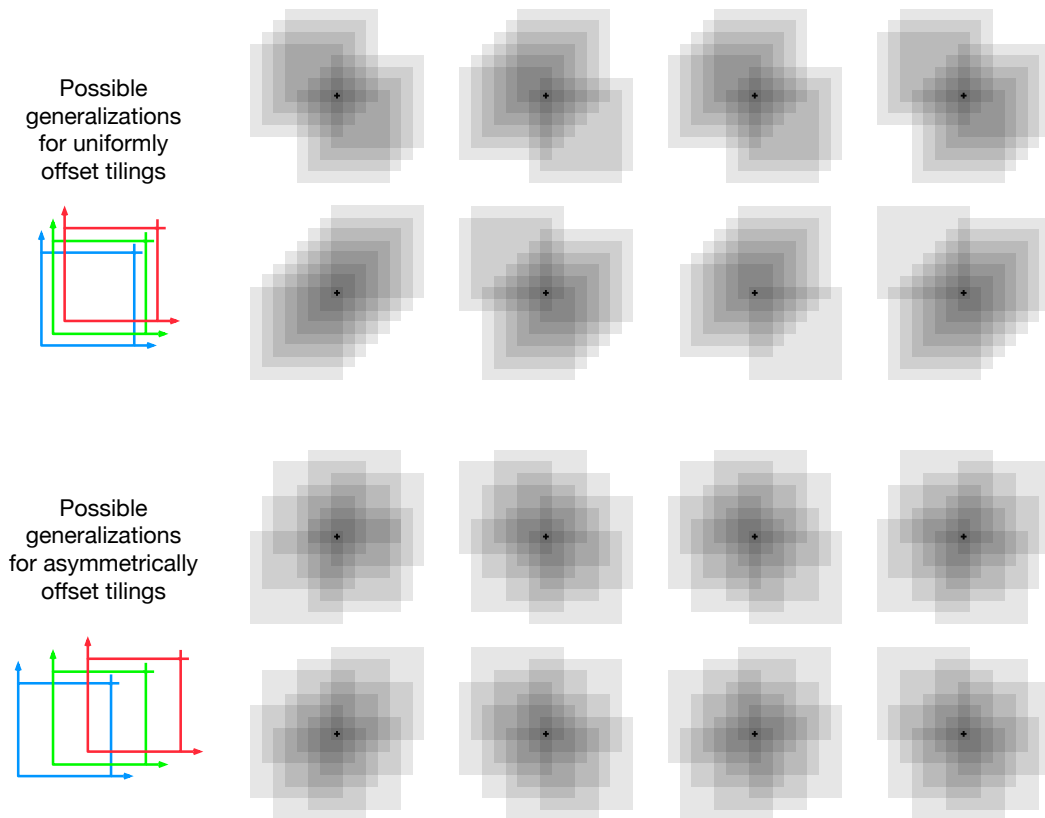 Possible
generalizations
for uniformly
offset tilings
Possible
generalizations
for asymmetrically
offset tilings